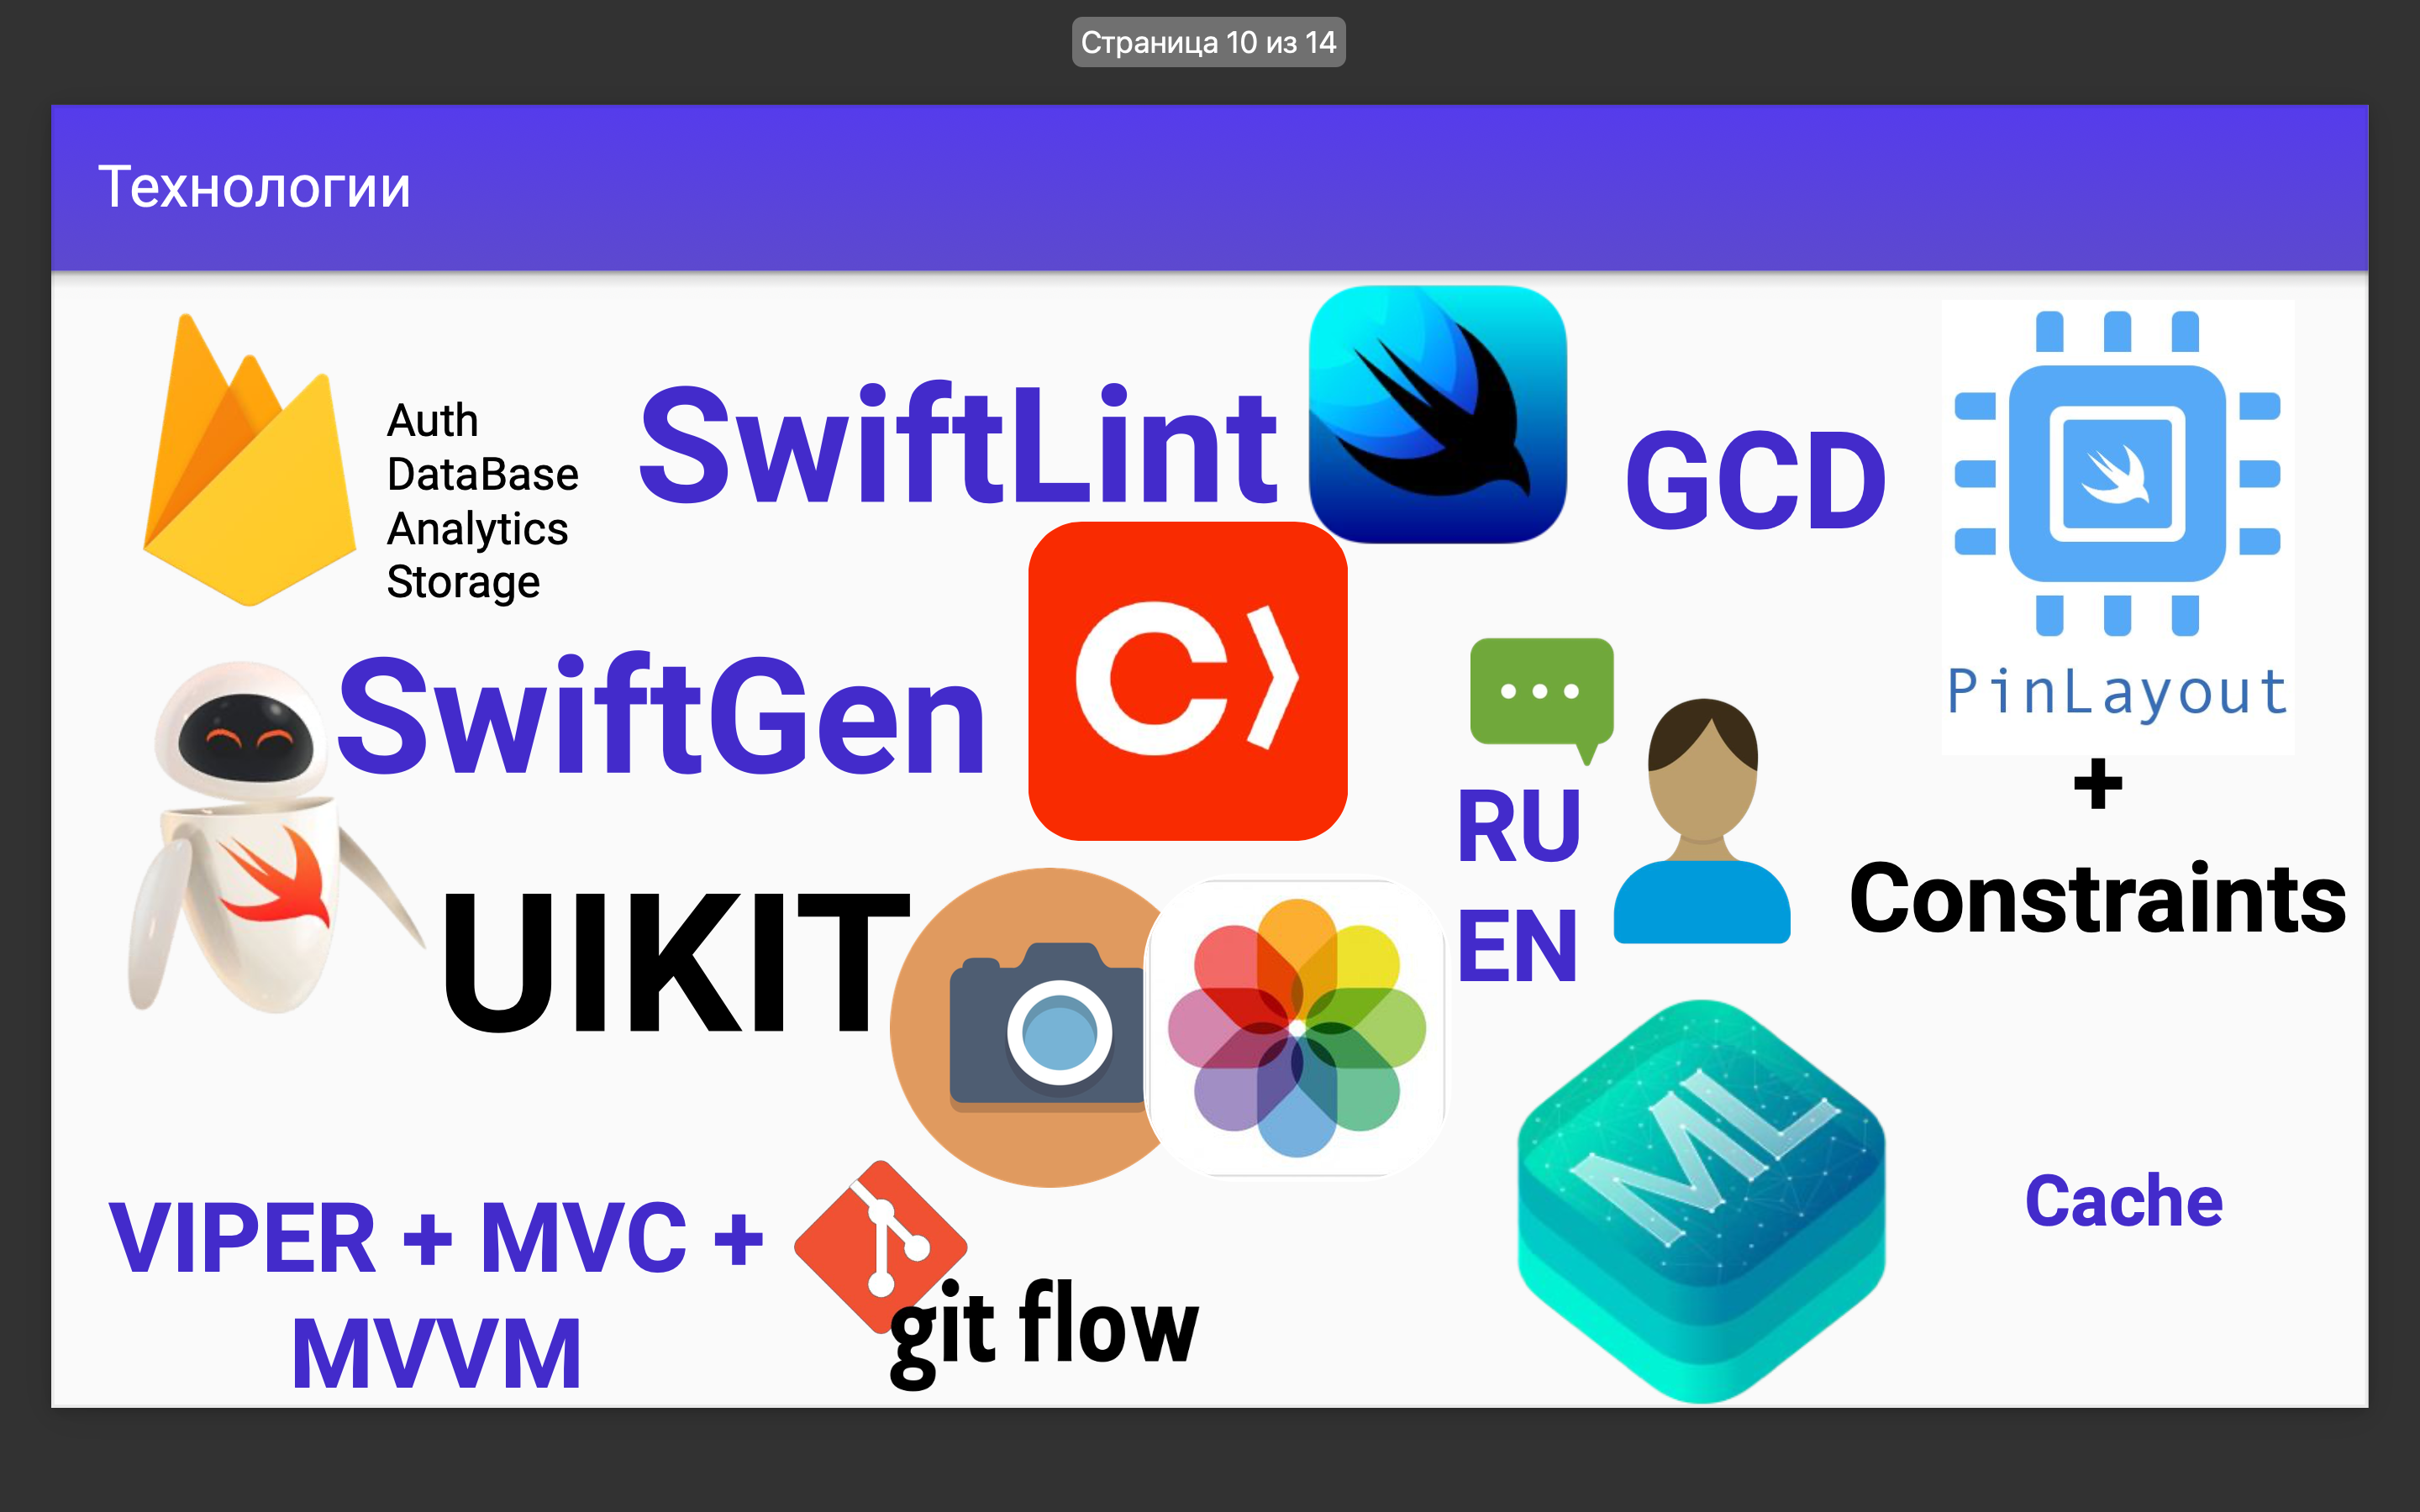 Страница 10 из 14
Технологии
Auth
DataBase
Analytics
Storage
SwiftLint
GCD
PinLayout
+
Constraints
SwiftGen
C
RU
EN
UIKIT
ML
Cache
VIPER + MVC +
MVVM
git flow